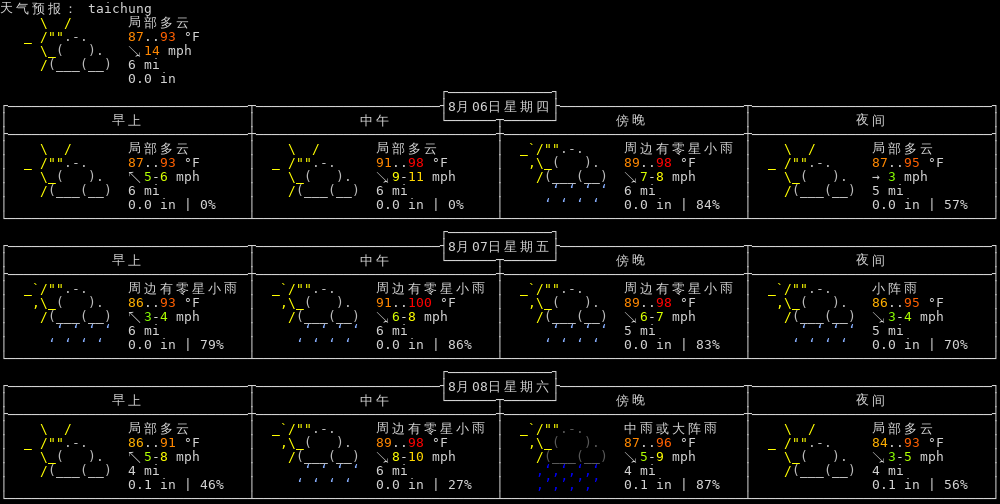 天气预报： taichung
局部多云
87..93 °F
↘ 14 mph
6 mi
0.0 in
8月06日星期四
早上 中午 傍晚 夜间
局部多云 局部多云 周边有零星小雨 局部多云
87..93 °F 91..98 °F 89..98 °F 87..95 °F
↖ 5-6 mph ↘ 9-11 mph ↘ 7-8 mph → 3 mph
6 mi 6 mi 6 mi 5 mi
0.0 in | 0% 0.0 in | 0% 0.0 in | 84% 0.0 in | 57%
8月07日星期五
早上 中午 傍晚 夜间
周边有零星小雨 周边有零星小雨 周边有零星小雨 小阵雨
86..93 °F 91..100 °F 89..98 °F 86..95 °F
↖ 3-4 mph ↘ 6-8 mph ↘ 6-7 mph ↘ 3-4 mph
6 mi 6 mi 5 mi 5 mi
0.0 in | 79% 0.0 in | 86% 0.0 in | 83% 0.0 in | 70%
8月08日星期六
早上 中午 傍晚 夜间
局部多云 周边有零星小雨 中雨或大阵雨 局部多云
86..91 °F 89..98 °F 87..96 °F 84..93 °F
↖ 5-8 mph ↘ 8-10 mph ↘ 5-9 mph ↘ 3-5 mph
4 mi 6 mi 4 mi 4 mi
0.1 in | 46% 0.0 in | 27% 0.1 in | 87% 0.1 in | 56%